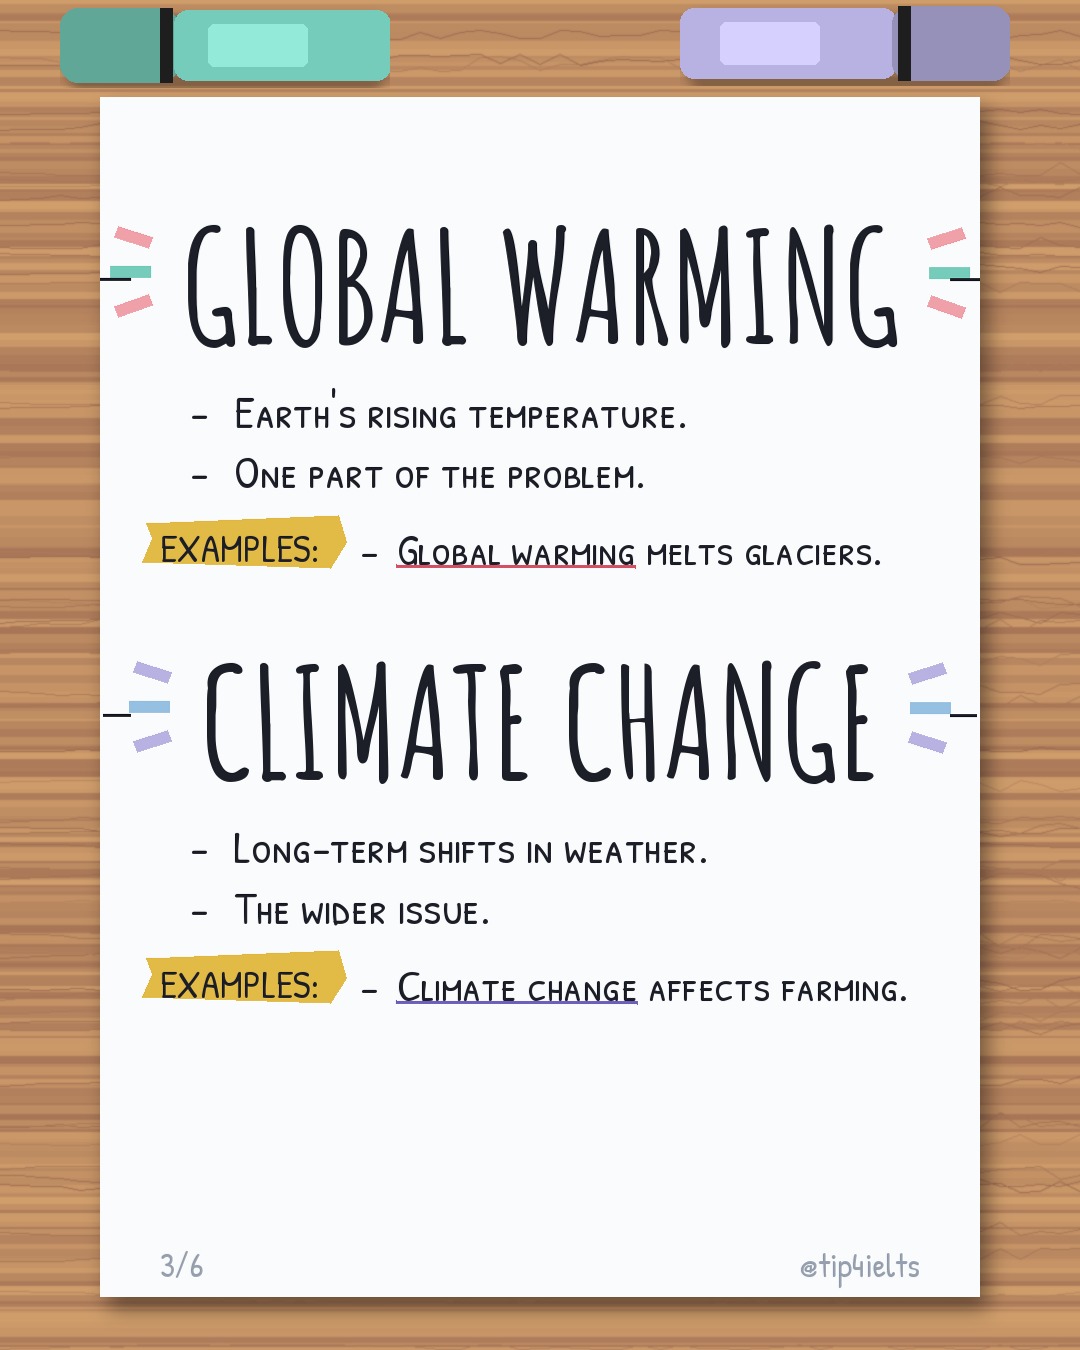 GLOBAL WARMING
- Earth's rising temperature.
- One part of the problem.
EXAMPLES: - Global warming melts glaciers.
CLIMATE CHANGE
- Long-term shifts in weather.
- The wider issue.
EXAMPLES: - Climate change affects farming.
3/6
@tip4ielts